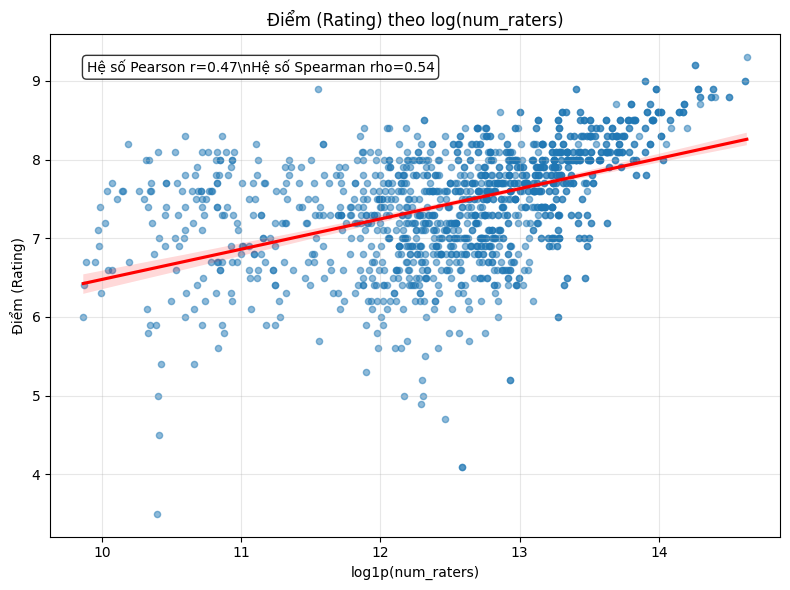 Điểm (Rating) theo log(num_raters)
Hệ số Pearson r=0.47\nHệ số Spearman rho=0.54
Điểm (Rating)
9
8
7
6
5
4
10 11 12 13 14
log1p(num_raters)